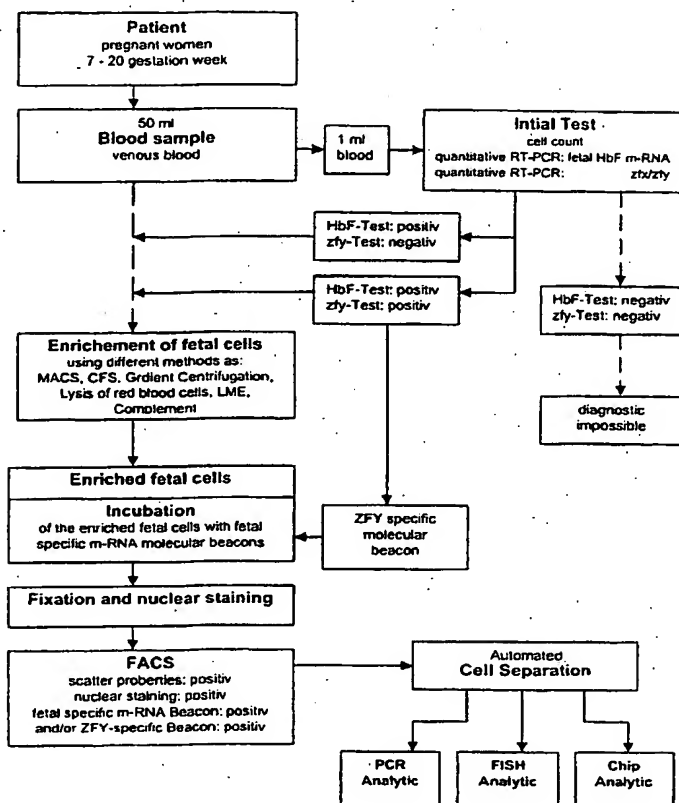 Patient
pregnant women
7 - 20 gestation week
50 ml
Blood sample
venous blood
1 ml
blood
Intial Test
cell count
quantitative RT-PCR: fetal HbF m-RNA
quantitative RT-PCR: zfx/zfy
HbF-Test: positiv
zfy-Test: negativ
HbF-Test: positiv
zfy-Test: positiv
HbF-Test: negativ
zfy-Test: negativ
diagnostic
impossible
Enrichement of fetal cells
using different methods as:
MACS, CFS, Grdient Centrifugation,
Lysis of red blood cells, LME,
Complement
Enriched fetal cells
Incubation
of the enriched fetal cells with fetal
specific m-RNA molecular beacons
ZFY specific
molecular
beacon
Fixation and nuclear staining
FACS
scatter proberties: positiv
nuclear staining: positiv
fetal specific m-RNA Beacon: positiv
and/or ZFY-specific Beacon: positiv
Automated
Cell Separation
PCR
Analytic
FISH
Analytic
Chip
Analytic